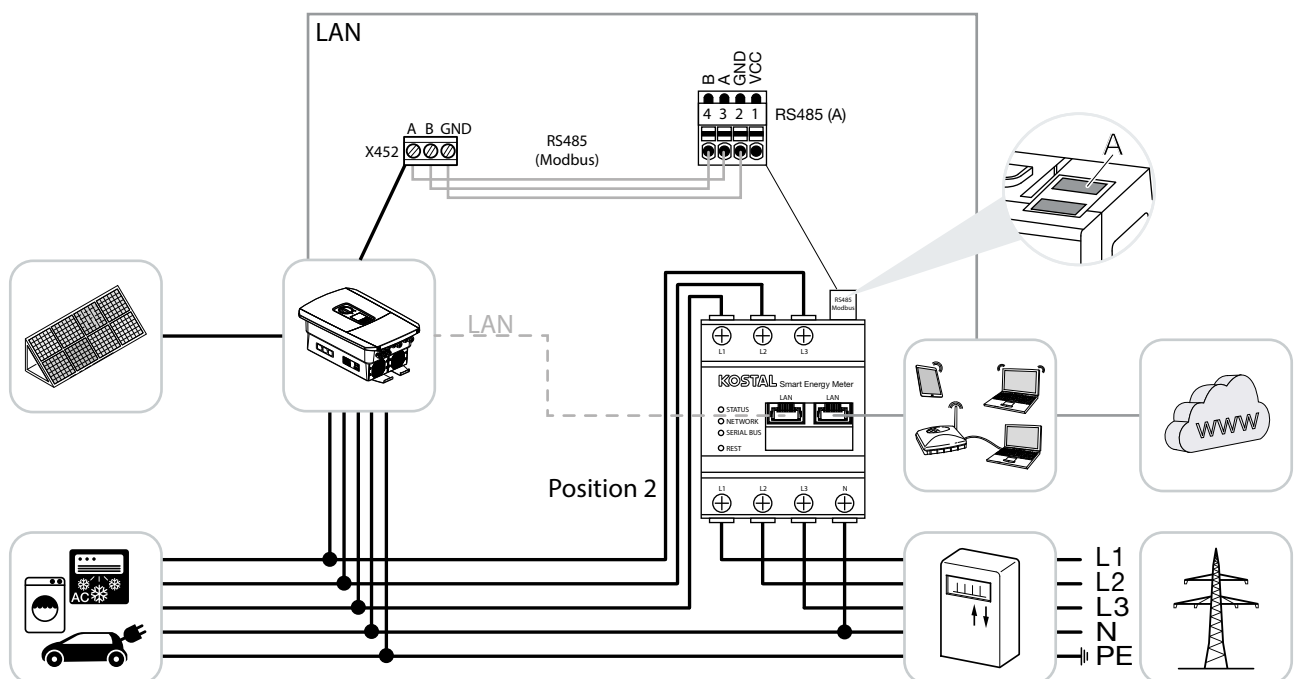 LAN
B A GND VCC
4 3 2 1
RS485 (A)
A B GND
X452
RS485
(Modbus)
A
RS485
Modbus
LAN
L1 L2 L3
KOSTAL Smart Energy Meter
LAN LAN
STATUS
NETWORK
SERIAL BUS
REST
WWW
Position 2
L1 L2 L3 N
AC
L1
L2
L3
N
PE